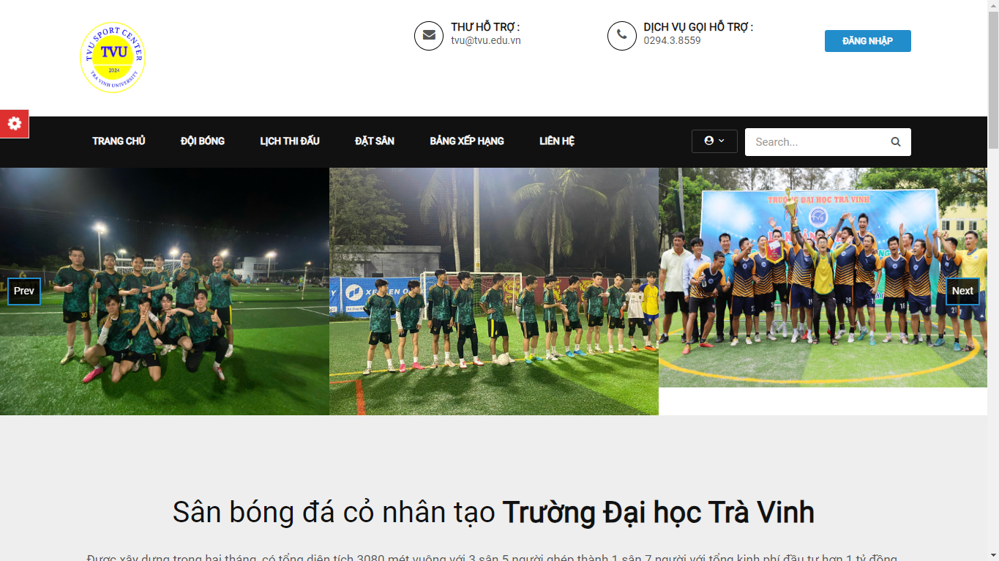 TVU SPORT CENTER
TVU
2024
TRA VINH UNIVERSITY
THƯ HỖ TRỢ :
tvu@tvu.edu.vn
DỊCH VỤ GỌI HỖ TRỢ :
0294.3.8559
ĐĂNG NHẬP
TRANG CHỦ
ĐỘI BÓNG
LỊCH THI ĐẤU
ĐẶT SÂN
BẢNG XẾP HẠNG
LIÊN HỆ
Search...
TRƯỜNG ĐẠI HỌC TRÀ VINH
Prev
Next
Sân bóng đá cỏ nhân tạo Trường Đại học Trà Vinh
Được xây dựng trong hai tháng, có tổng diện tích 3080 mét vuông với 3 sân 5 người ghép thành 1 sân 7 người với tổng kinh phí đầu tư hơn 1 tỷ đồng